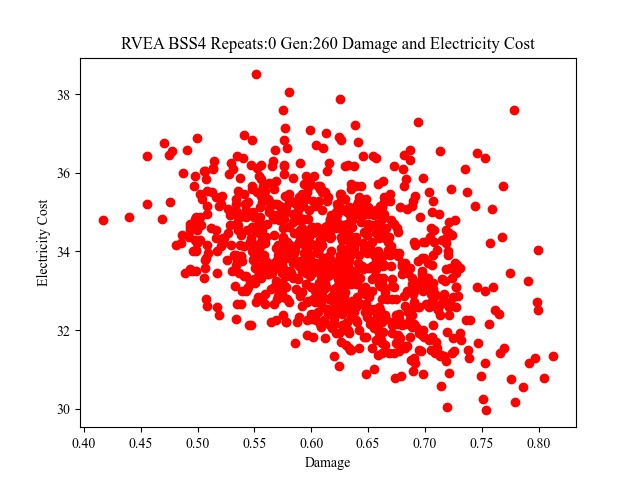 RVEA BSS4 Repeats:0 Gen:260 Damage and Electricity Cost
38
36
34
32
30
Electricity Cost
0.40 0.45 0.50 0.55 0.60 0.65 0.70 0.75 0.80
Damage